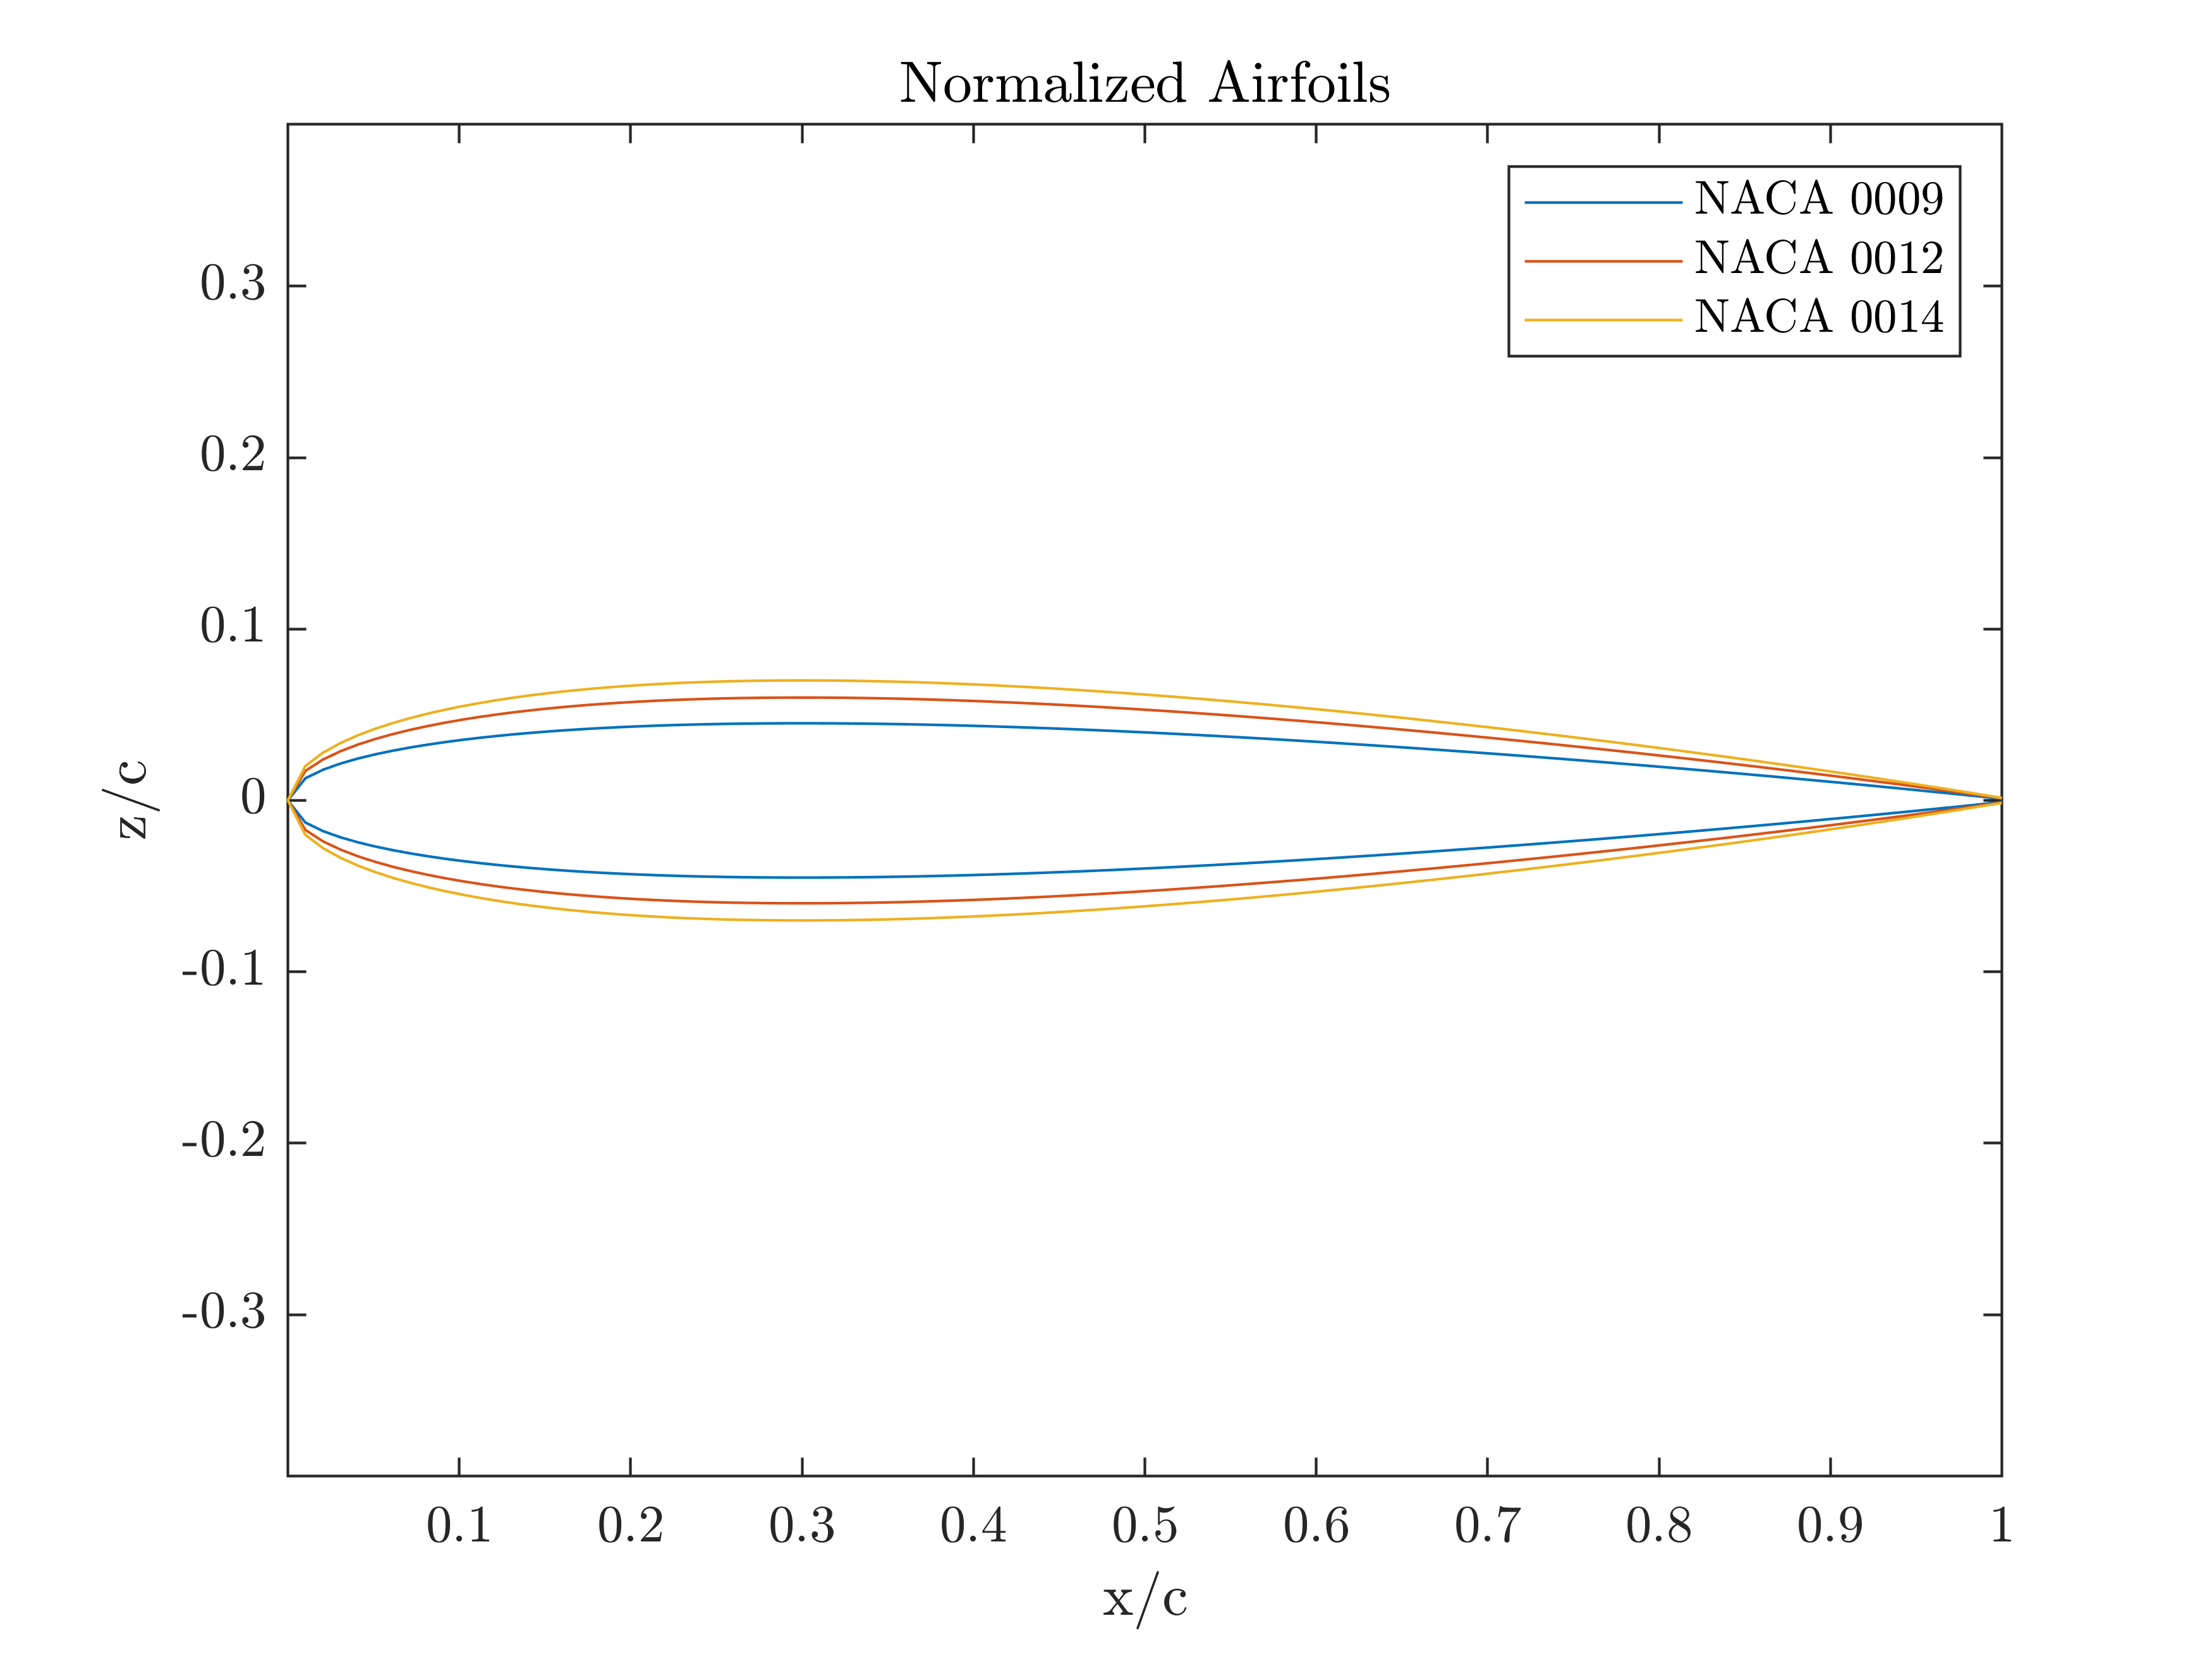 Normalized Airfoils
NACA 0009
NACA 0012
NACA 0014
0.3
0.2
0.1
0
-0.1
-0.2
-0.3
z/c
0.1 0.2 0.3 0.4 0.5 0.6 0.7 0.8 0.9 1
x/c